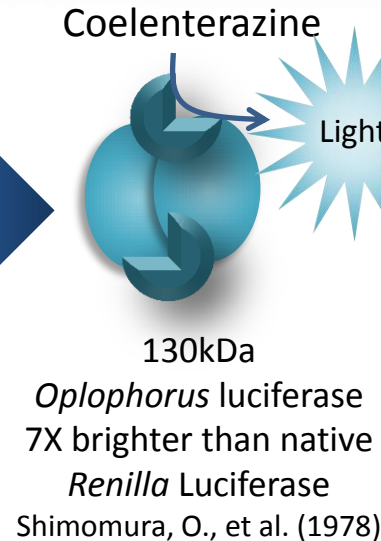 Coelenterazine
Light
130kDa
Oplophorus luciferase
7X brighter than native
Renilla Luciferase
Shimomura, O., et al. (1978)